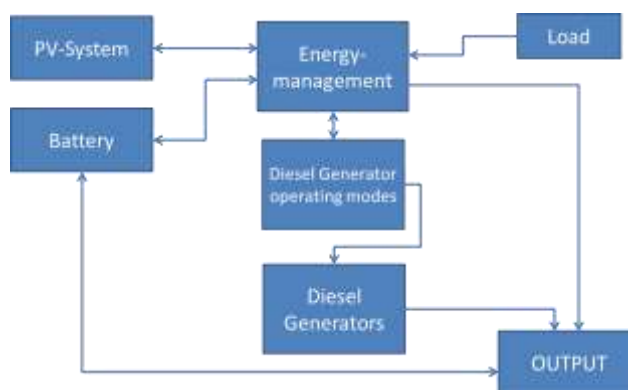 PV-System
Energy-
management
Load
Battery
Diesel Generator
operating modes
Diesel
Generators
OUTPUT